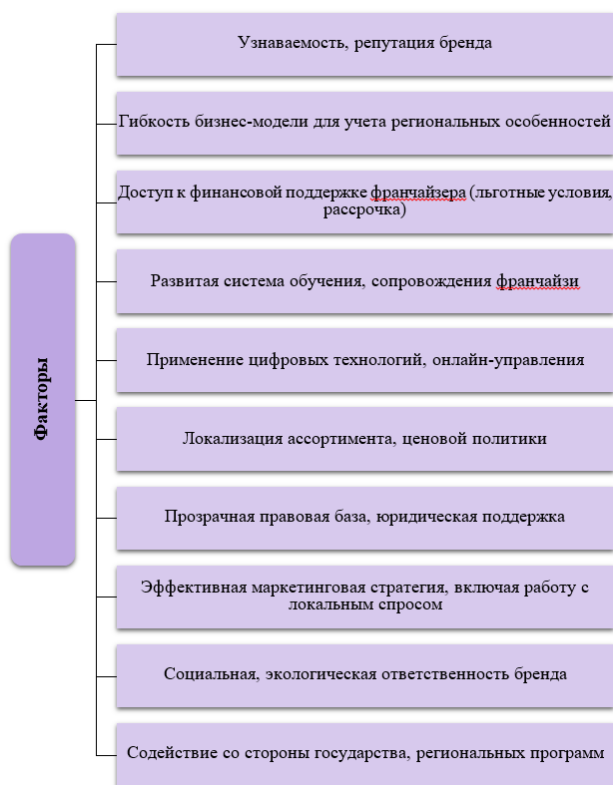 Факторы
Узнаваемость, репутация бренда
Гибкость бизнес-модели для учета региональных особенностей
Доступ к финансовой поддержке франчайзера (льготные условия,
рассрочка)
Развитая система обучения, сопровождения франчайзи
Применение цифровых технологий, онлайн-управления
Локализация ассортимента, ценовой политики
Прозрачная правовая база, юридическая поддержка
Эффективная маркетинговая стратегия, включая работу с
локальным спросом
Социальная, экологическая ответственность бренда
Содействие со стороны государства, региональных программ